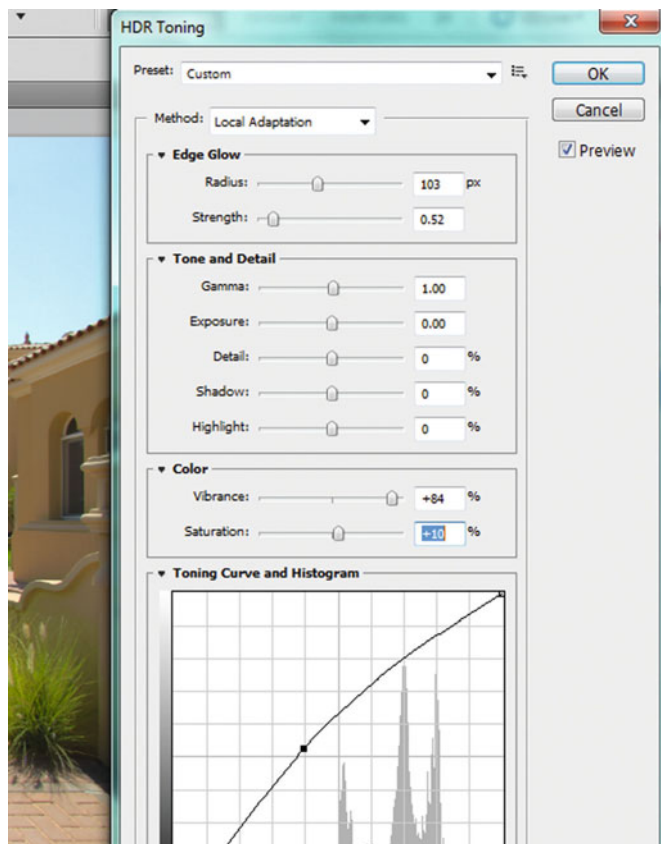 HDR Toning
Preset: Custom
OK
Method: Local Adaptation
Cancel
Preview
Edge Glow
Radius: 103 px
Strength: 0.52
Tone and Detail
Gamma: 1.00
Exposure: 0.00
Detail: 0 %
Shadow: 0 %
Highlight: 0 %
Color
Vibrance: +84 %
Saturation: +10 %
Toning Curve and Histogram